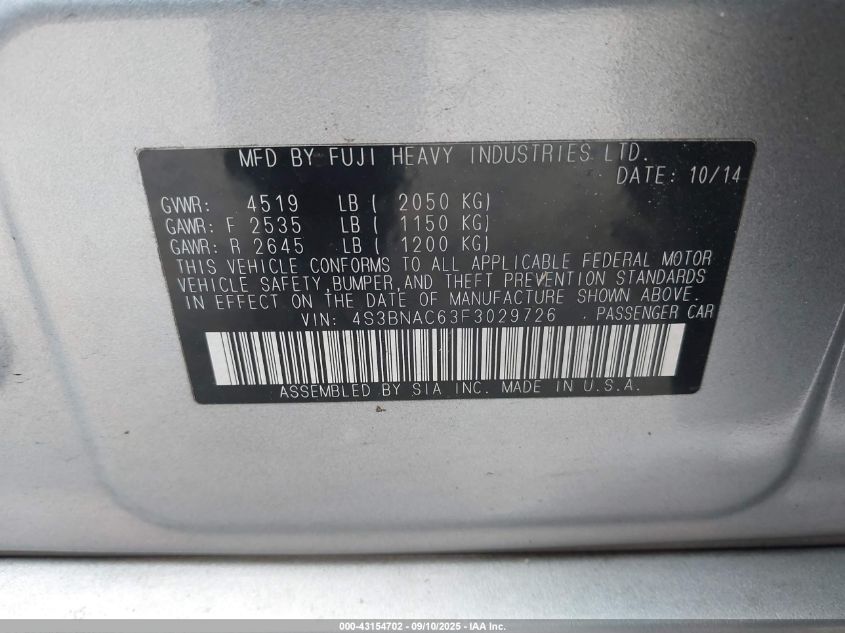 MFD BY FUJI HEAVY INDUSTRIES LTD.
DATE: 10/14
GVWR: 4519 LB ( 2050 KG)
GAWR: F 2535 LB ( 1150 KG)
GAWR: R 2645 LB ( 1200 KG)
THIS VEHICLE CONFORMS TO ALL APPLICABLE FEDERAL MOTOR
VEHICLE SAFETY,BUMPER,AND THEFT PREVENTION STANDARDS
IN EFFECT ON THE DATE OF MANUFACTURE SHOWN ABOVE.
VIN: 4S3BNAC63F3029726 . PASSENGER CAR
ASSEMBLED BY SIA INC. MADE IN U.S.A.
000-43154702 - 09/10/2025 - IAA Inc.